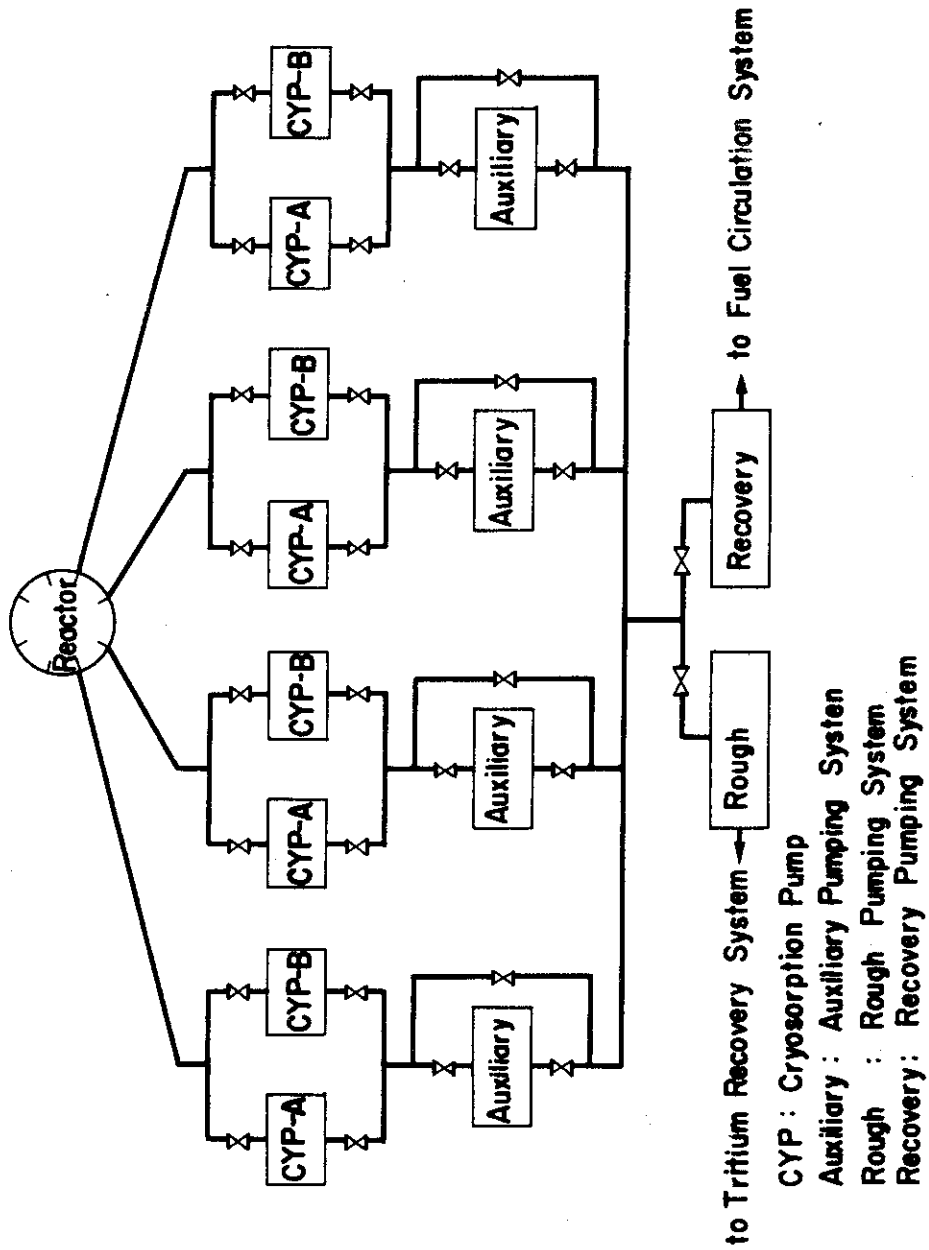 Reactor
CYP-A
CYP-B
CYP-A
CYP-B
CYP-A
CYP-B
CYP-A
CYP-B
Auxiliary
Auxiliary
Auxiliary
Auxiliary
to Tritium Recovery System
Rough
Recovery
to Fuel Circulation System
CYP : Cryosorption Pump
Auxiliary : Auxiliary Pumping Systen
Rough : Rough Pumping System
Recovery : Recovery Pumping System